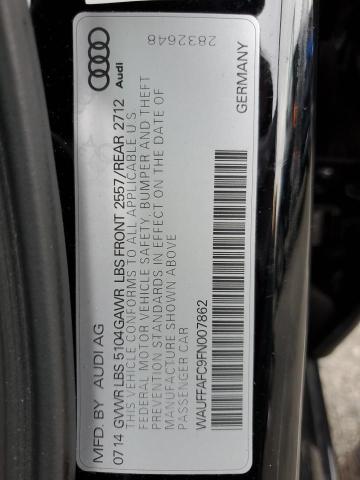 MFD. BY AUDI AG
0714 GVWR LBS 5104 GAWR LBS FRONT 2557/REAR 2712
THIS VEHICLE CONFORMS TO ALL APPLICABLE U S
FEDERAL MOTOR VEHICLE SAFETY, BUMPER AND THEFT
PREVENTION STANDARDS IN EFFECT ON THE DATE OF
MANUFACTURE SHOWN ABOVE
PASSENGER CAR
WAUFFAFC9FN007862
GERMANY
Audi
2832648